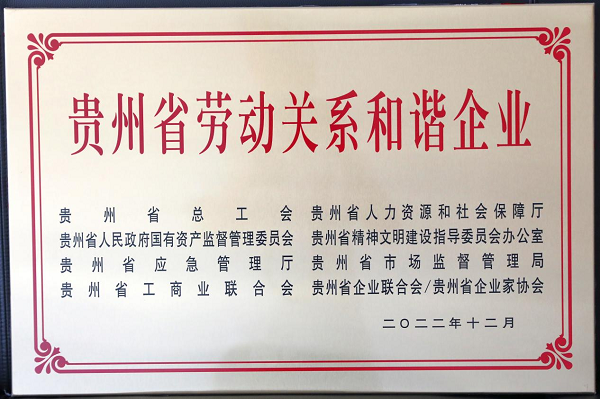 贵州省劳动关系和谐企业
贵州省总工会 贵州省人力资源和社会保障厅
贵州省人民政府国有资产监督管理委员会 贵州省精神文明建设指导委员会办公室
贵州省应急管理厅 贵州省市场监督管理局
贵州省工商业联合会 贵州省企业联合会/贵州省企业家协会
二〇二二年十二月